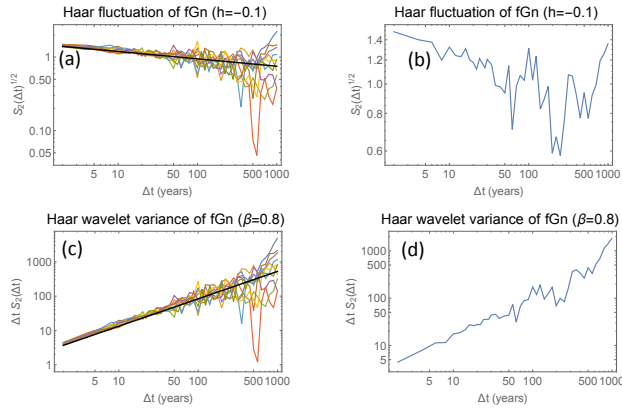 Haar fluctuation of fGn (h=−0.1)
(a)
S₂(Δt)^1/2
1
0.50
0.10
0.05
5 10 50 100 500 1000
Δt (years)
Haar fluctuation of fGn (h=−0.1)
(b)
S₂(Δt)^1/2
1.4
1.2
1.0
0.8
0.6
5 10 50 100 500 1000
Δt (years)
Haar wavelet variance of fGn (β=0.8)
(c)
Δt S₂(Δt)
1000
100
10
1
5 10 50 100 500 1000
Δt (years)
Haar wavelet variance of fGn (β=0.8)
(d)
Δt S₂(Δt)
1000
500
100
50
10
5
5 10 50 100 500 1000
Δt (years)